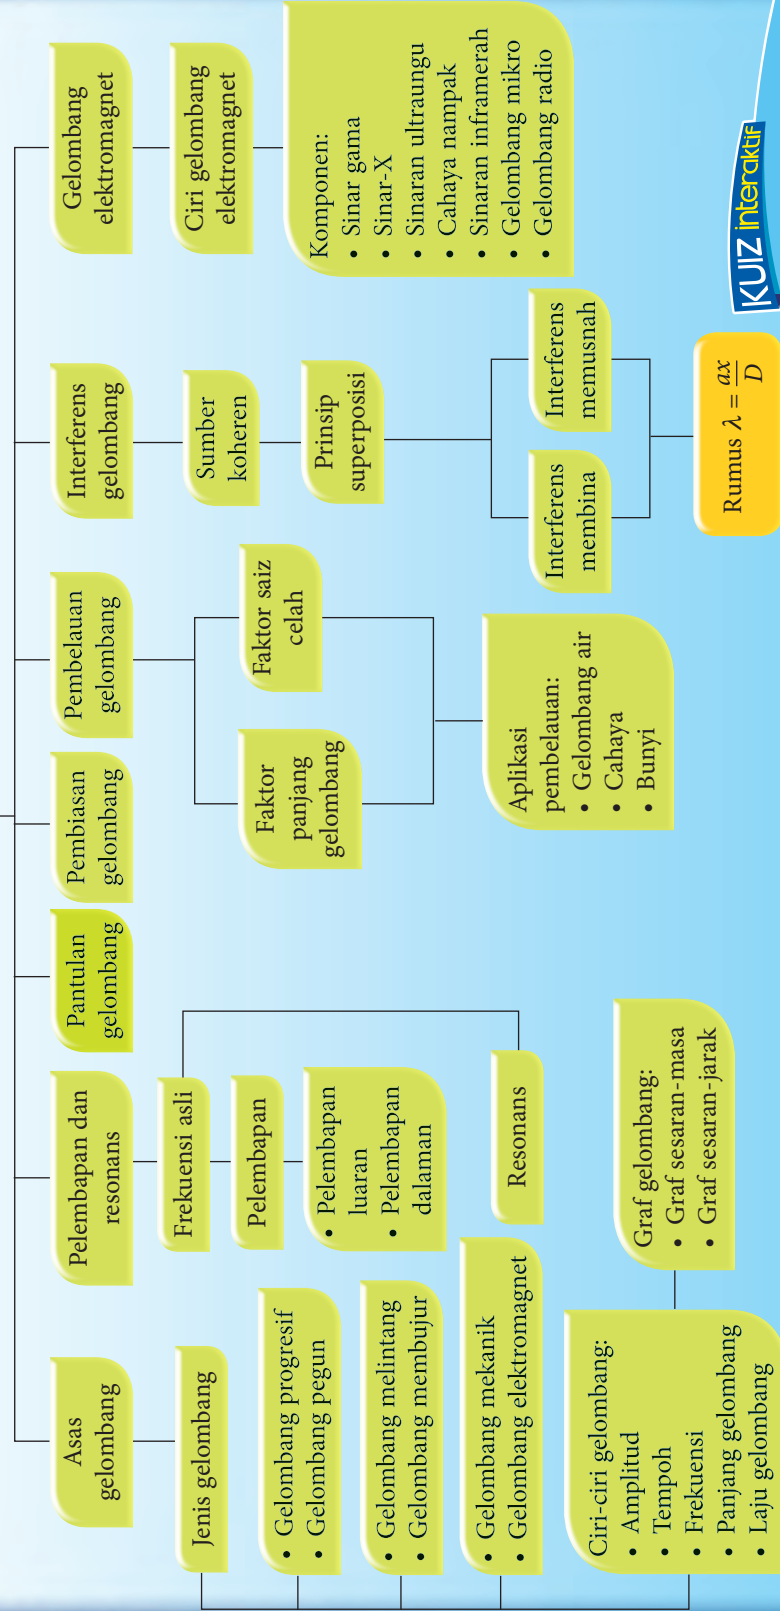 Asas
gelombang
Jenis gelombang
• Gelombang progresif
• Gelombang pegun
• Gelombang melintang
• Gelombang membujur
• Gelombang mekanik
• Gelombang elektromagnet
Ciri-ciri gelombang:
• Amplitud
• Tempoh
• Frekuensi
• Panjang gelombang
• Laju gelombang
Graf gelombang:
• Graf sesaran-masa
• Graf sesaran-jarak
Pelembapan dan
resonans
Frekuensi asli
Pelembapan
• Pelembapan
luaran
• Pelembapan
dalaman
Resonans
Pantulan
gelombang
Pembiasan
gelombang
Pembelauan
gelombang
Faktor
panjang
gelombang
Faktor saiz
celah
Aplikasi
pembelauan:
• Gelombang air
• Cahaya
• Bunyi
Interferens
gelombang
Sumber
koheren
Prinsip
superposisi
Interferens
membina
Interferens
memusnah
Rumus λ = ax/D
Gelombang
elektromagnet
Ciri gelombang
elektromagnet
Komponen:
• Sinar gama
• Sinar-X
• Sinaran ultraungu
• Cahaya nampak
• Sinaran inframerah
• Gelombang mikro
• Gelombang radio
KUIZ interaktif